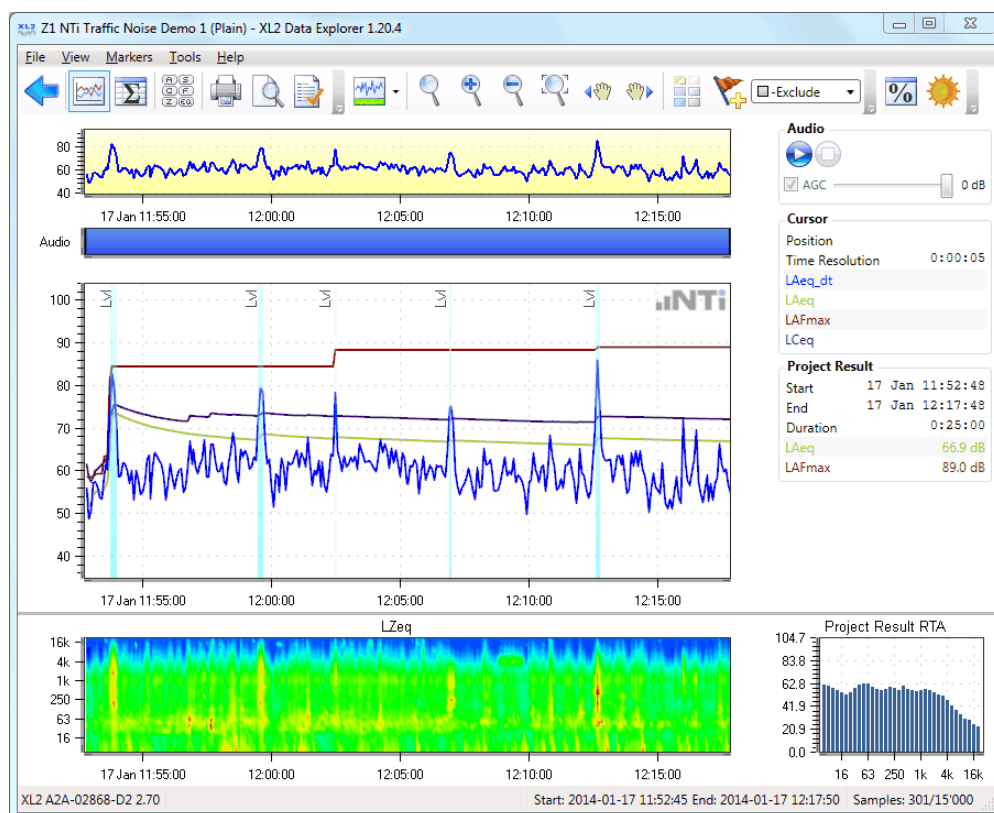 XL2 Z1 NTi Traffic Noise Demo 1 (Plain) - XL2 Data Explorer 1.20.4
File View Markers Tools Help
A S
C F
Z EQ
-Exclude
%
80
60
40
17 Jan 11:55:00 12:00:00 12:05:00 12:10:00 12:15:00
Audio
100
90
80
70
60
50
40
Lvl Lvl Lvl Lvl Lvl
NTi
17 Jan 11:55:00 12:00:00 12:05:00 12:10:00 12:15:00
Audio
AGC 0 dB
Cursor
Position
Time Resolution 0:00:05
LAeq_dt
LAeq
LAFmax
LCeq
Project Result
Start 17 Jan 11:52:48
End 17 Jan 12:17:48
Duration 0:25:00
LAeq 66.9 dB
LAFmax 89.0 dB
LZeq
16k
4k
1k
250
63
16
17 Jan 11:55:00 12:00:00 12:05:00 12:10:00 12:15:00
Project Result RTA
104.7
83.8
62.8
41.9
20.9
0.0
16 63 250 1k 4k 16k
XL2 A2A-02868-D2 2.70 Start: 2014-01-17 11:52:45 End: 2014-01-17 12:17:50 Samples: 301/15'000